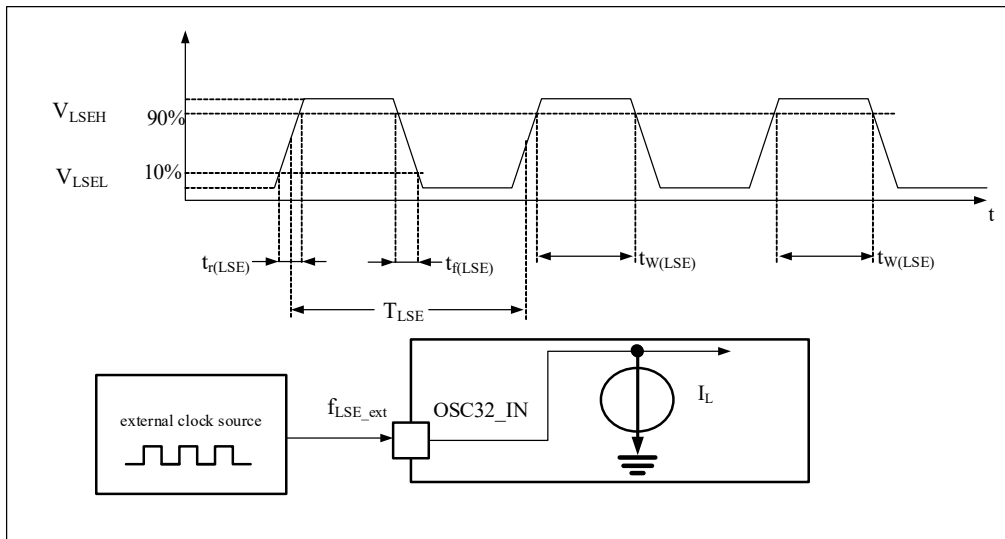 V_LSEH 90%
10%
V_LSEL
t
t_r(LSE) t_f(LSE) t_W(LSE) t_W(LSE)
T_LSE
external clock source
f_LSE_ext
OSC32_IN
I_L